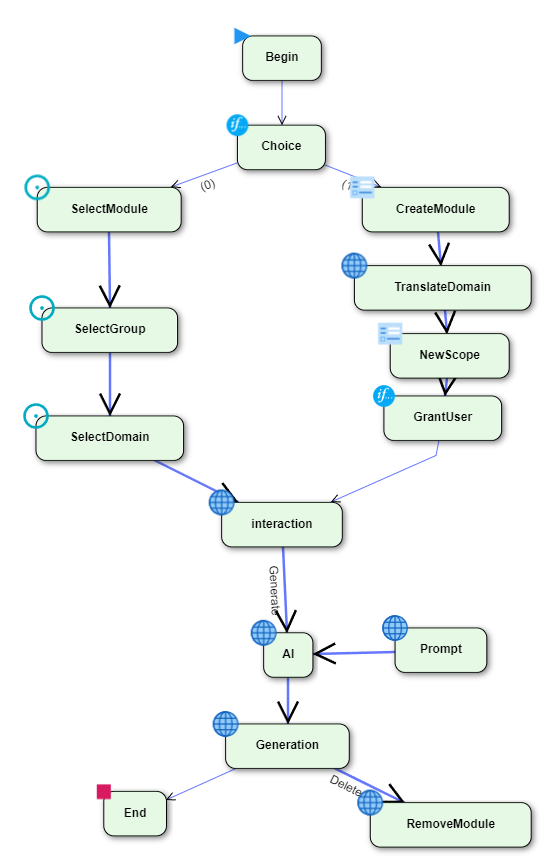 Begin
if...
Choice
(0)
SelectModule
CreateModule
TranslateDomain
SelectGroup
NewScope
if...
GrantUser
SelectDomain
interaction
Generate
AI
Prompt
Generation
Delete
End
RemoveModule